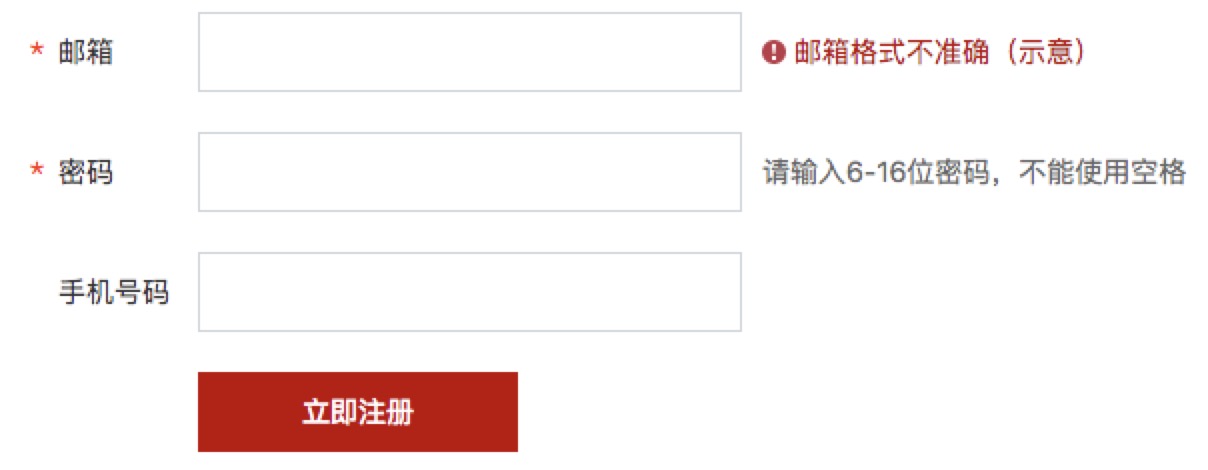 * 邮箱 邮箱格式不准确（示意）
* 密码 请输入6-16位密码，不能使用空格
手机号码
立即注册